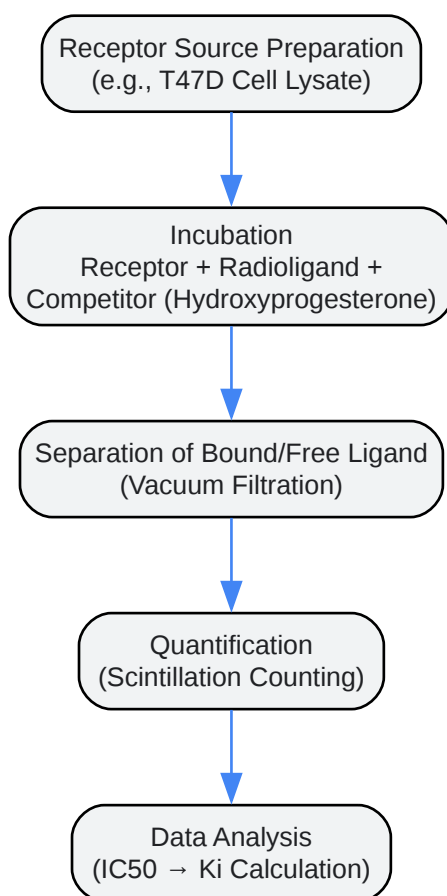 Receptor Source Preparation
(e.g., T47D Cell Lysate)
Incubation
Receptor + Radioligand +
Competitor (Hydroxyprogesterone)
Separation of Bound/Free Ligand
(Vacuum Filtration)
Quantification
(Scintillation Counting)
Data Analysis
(IC50 → Ki Calculation)